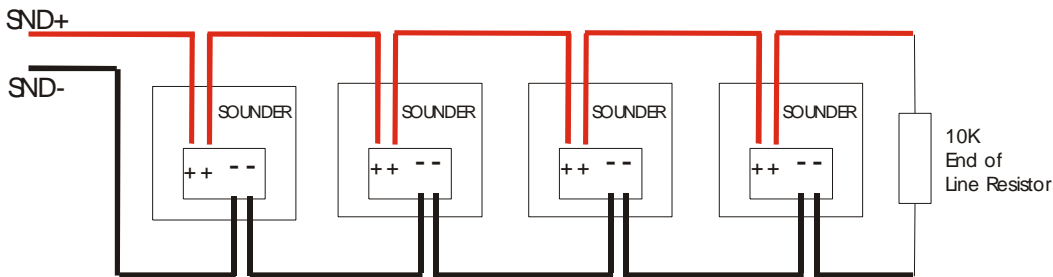 SND+
SND-
SOUNDER SOUNDER SOUNDER SOUNDER
++ -- ++ -- ++ -- ++ --
10K
End of
Line Resistor